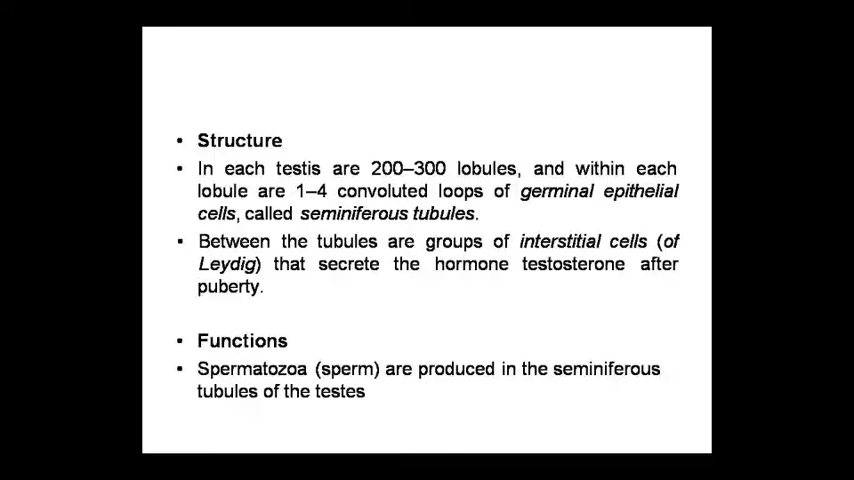 • Structure
• In each testis are 200–300 lobules, and within each
lobule are 1–4 convoluted loops of germinal epithelial
cells, called seminiferous tubules.
• Between the tubules are groups of interstitial cells (of
Leydig) that secrete the hormone testosterone after
puberty.
• Functions
• Spermatozoa (sperm) are produced in the seminiferous
tubules of the testes